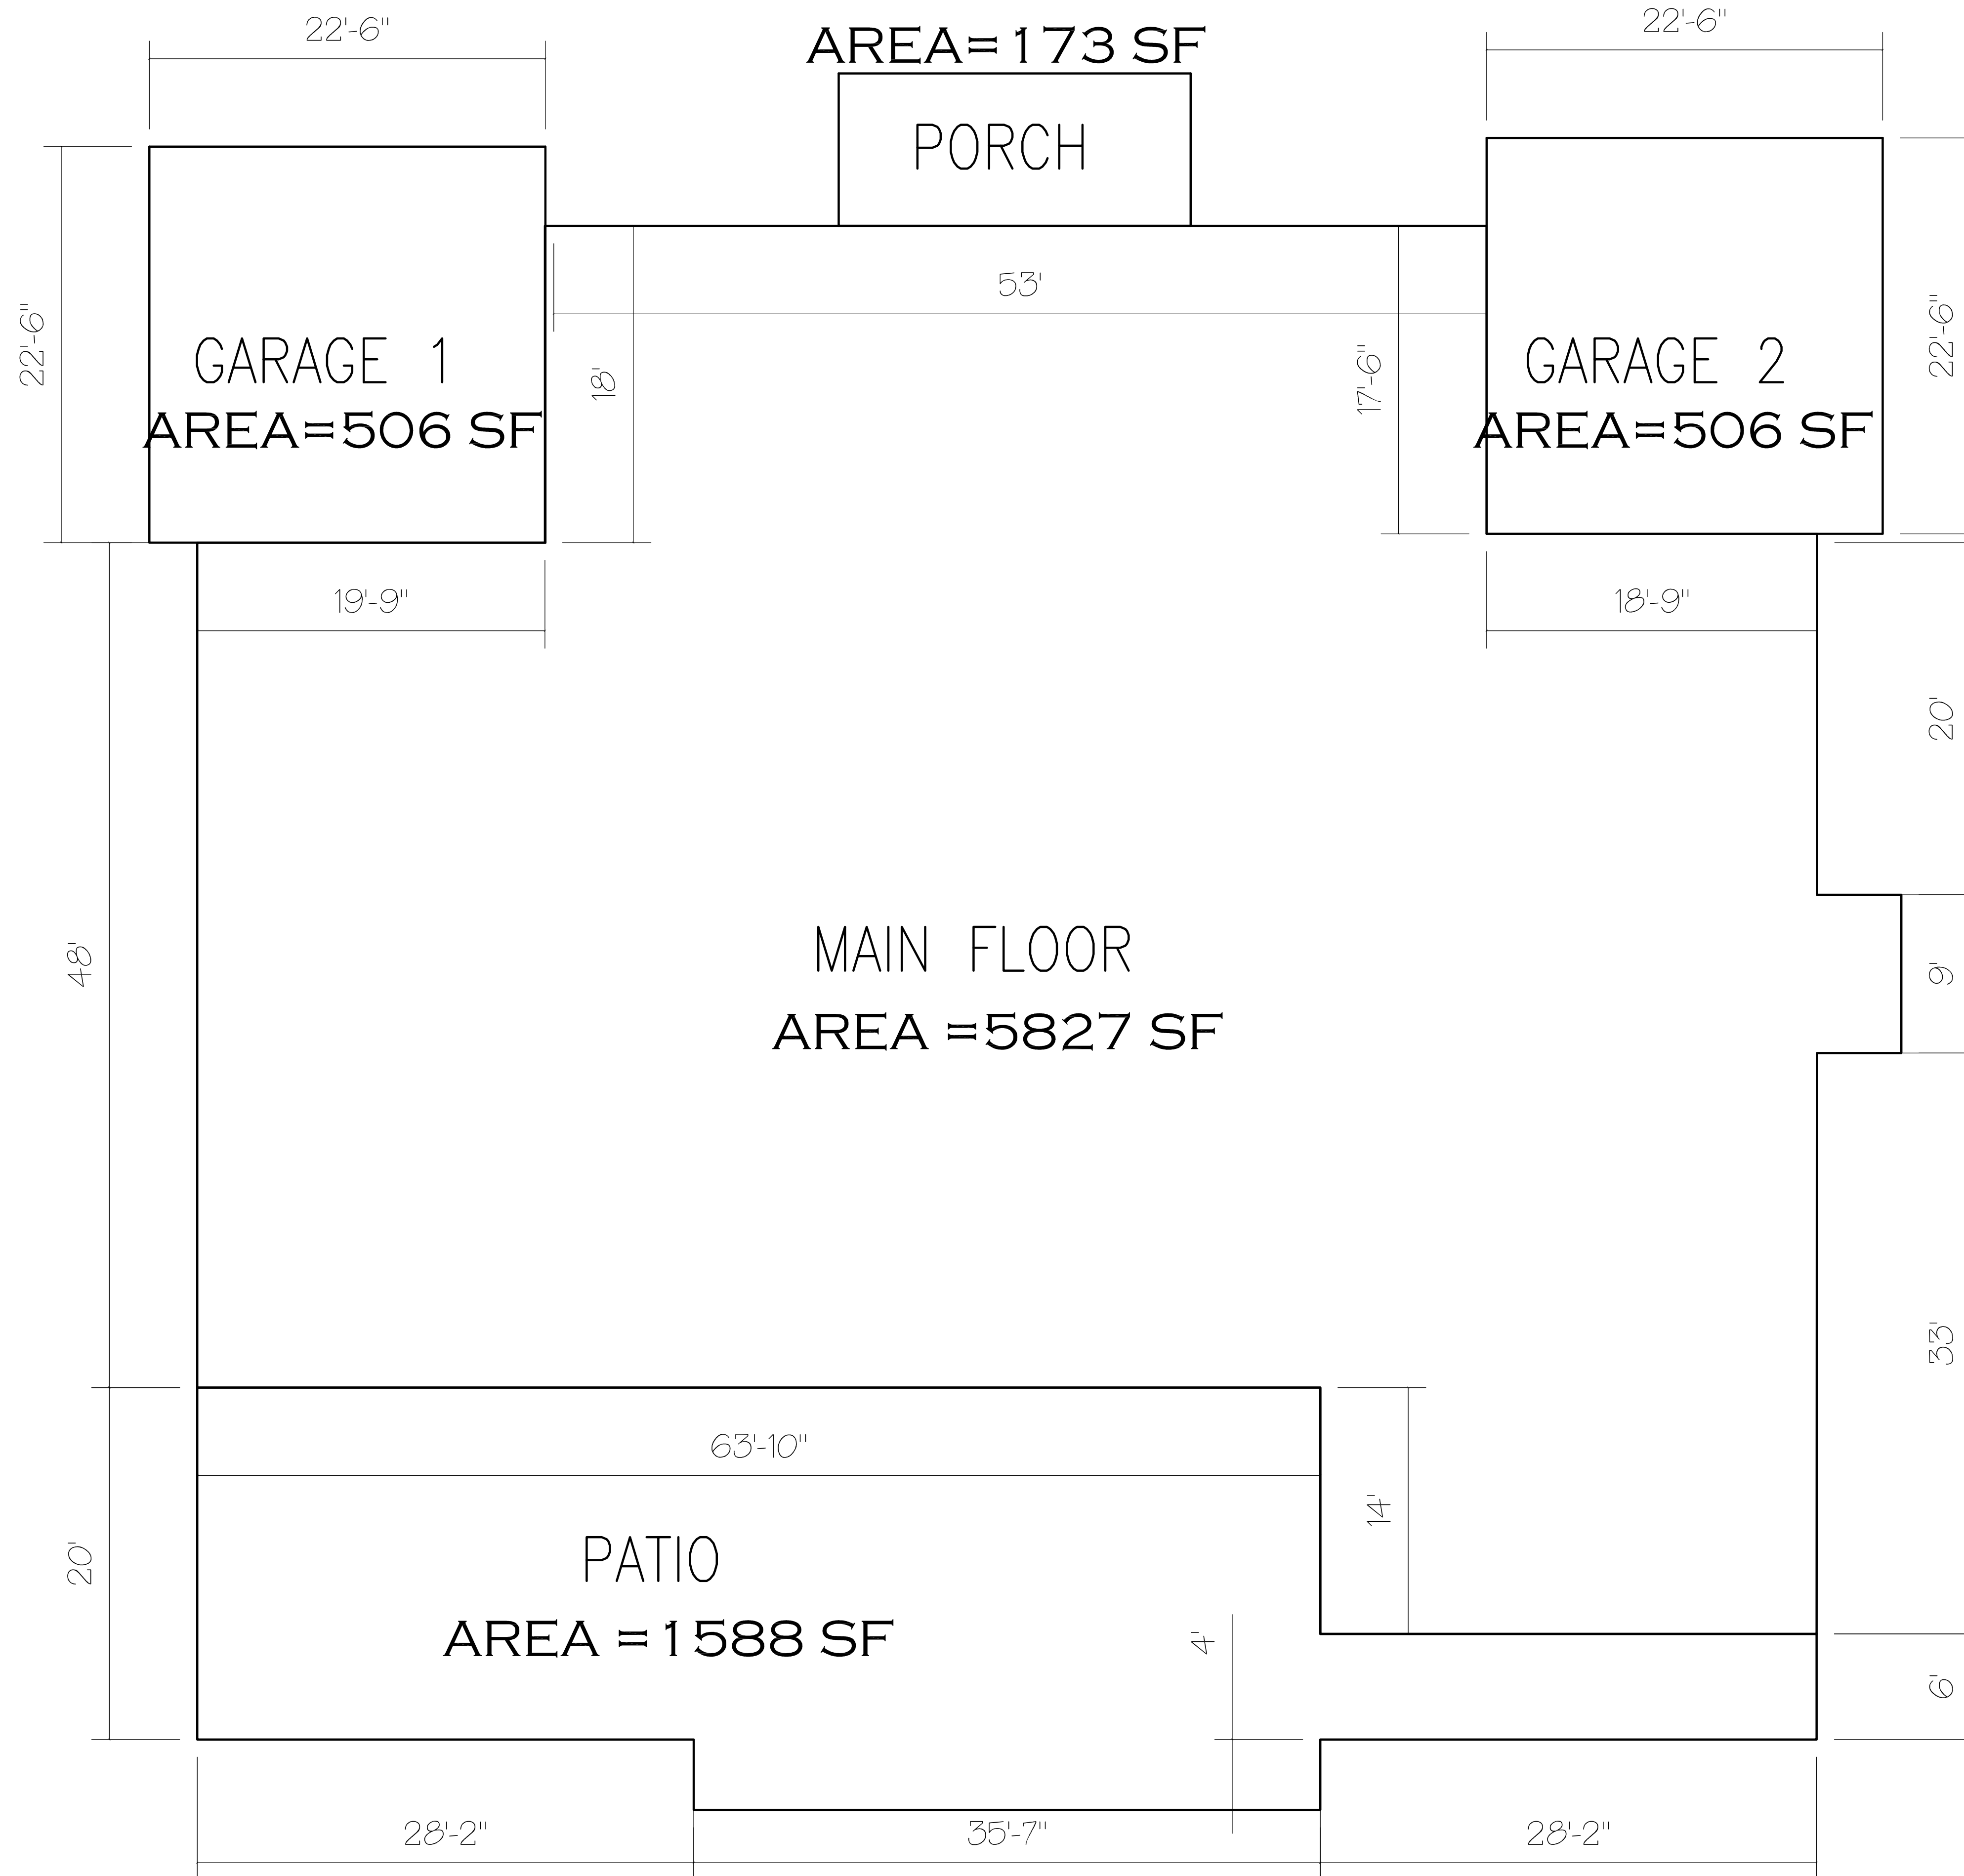 22'-6"
AREA=173 SF
22'-6"
PORCH
53'
22'-6"
GARAGE 1
AREA=506 SF
18'
17'-6"
GARAGE 2
AREA=506 SF
22'-6"
19'-9"
18'-9"
20'
48'
MAIN FLOOR
AREA =5827 SF
9'
33'
63'-10"
14'
20'
PATIO
AREA =1588 SF
4'
6'
28'-2"
35'-7"
28'-2"